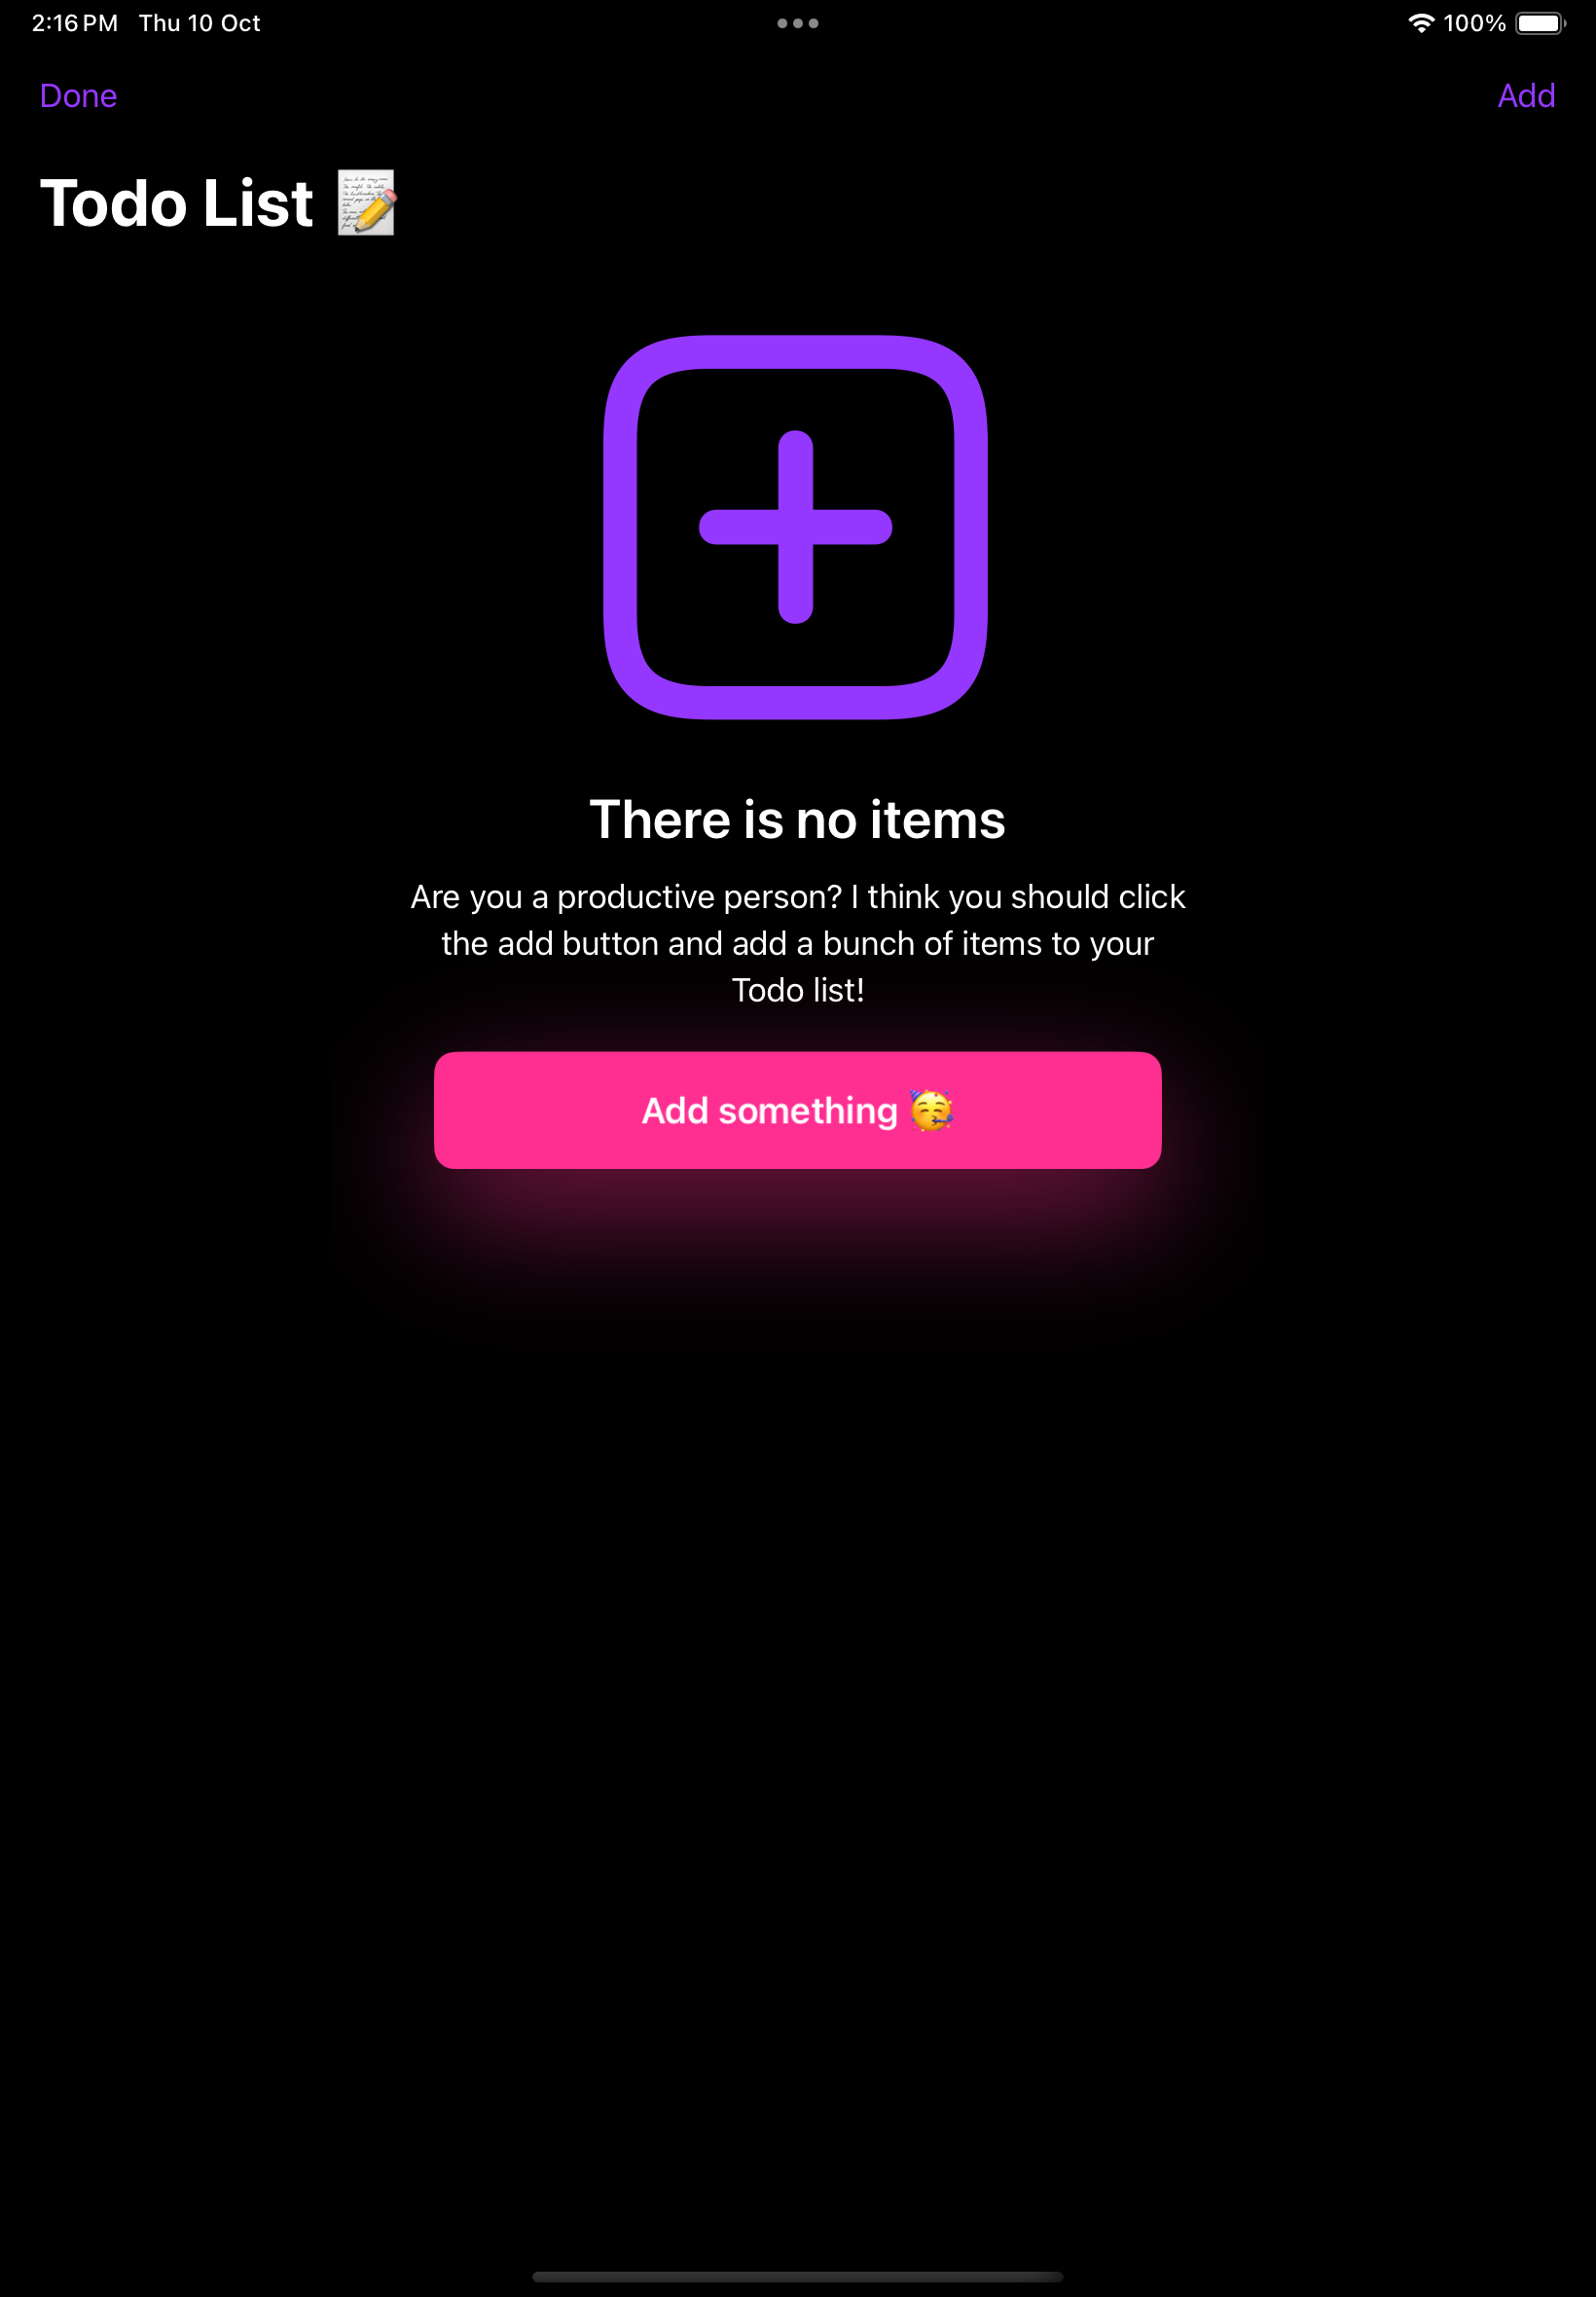 2:16 PM Thu 10 Oct
100%
Done
Add
Todo List 📝
There is no items
Are you a productive person? I think you should click
the add button and add a bunch of items to your
Todo list!
Add something 🥳